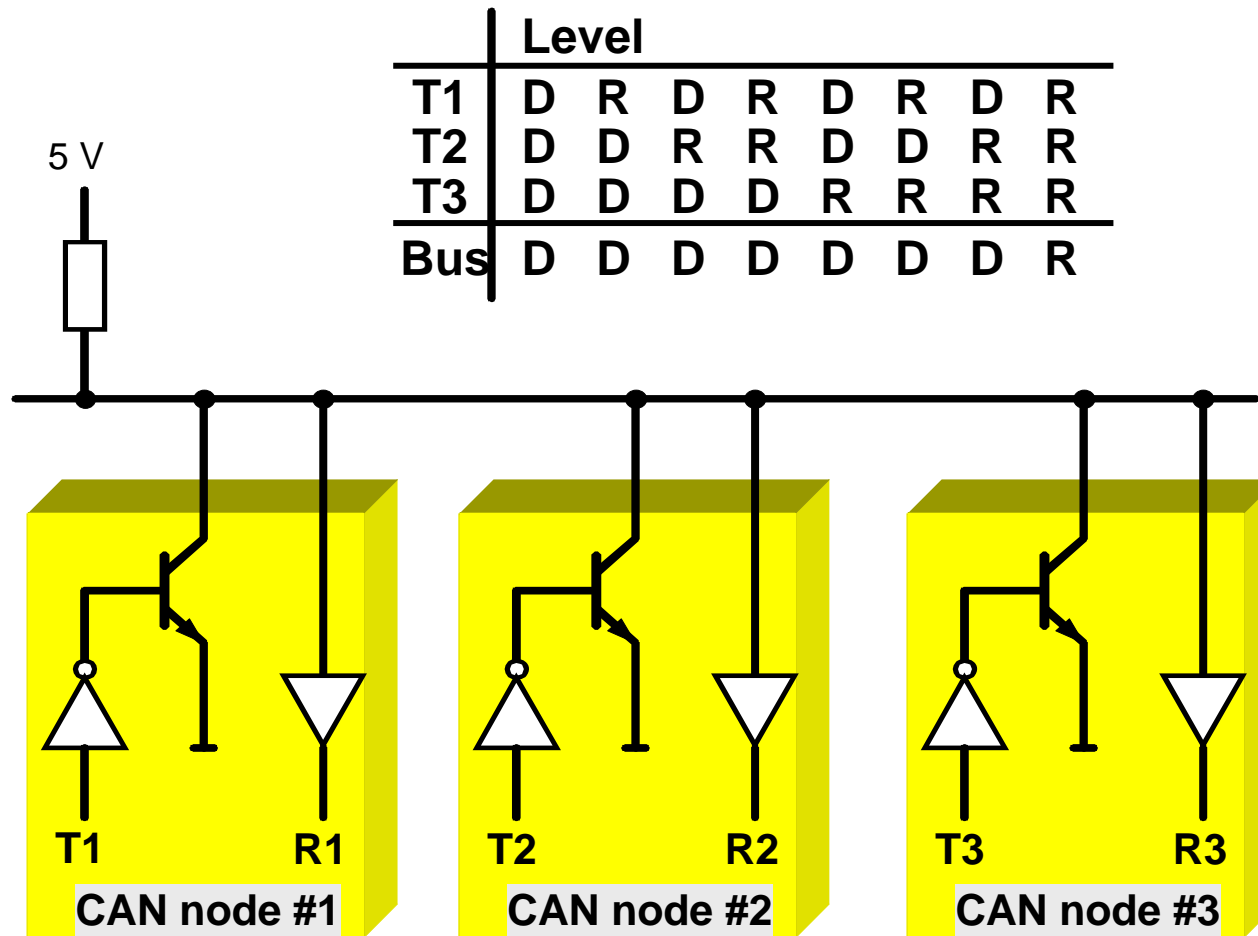 Level
T1 D R D R D R D R
T2 D D R R D D R R
T3 D D D D R R R R
Bus D D D D D D D R
5 V
T1 R1 T2 R2 T3 R3
CAN node #1 CAN node #2 CAN node #3